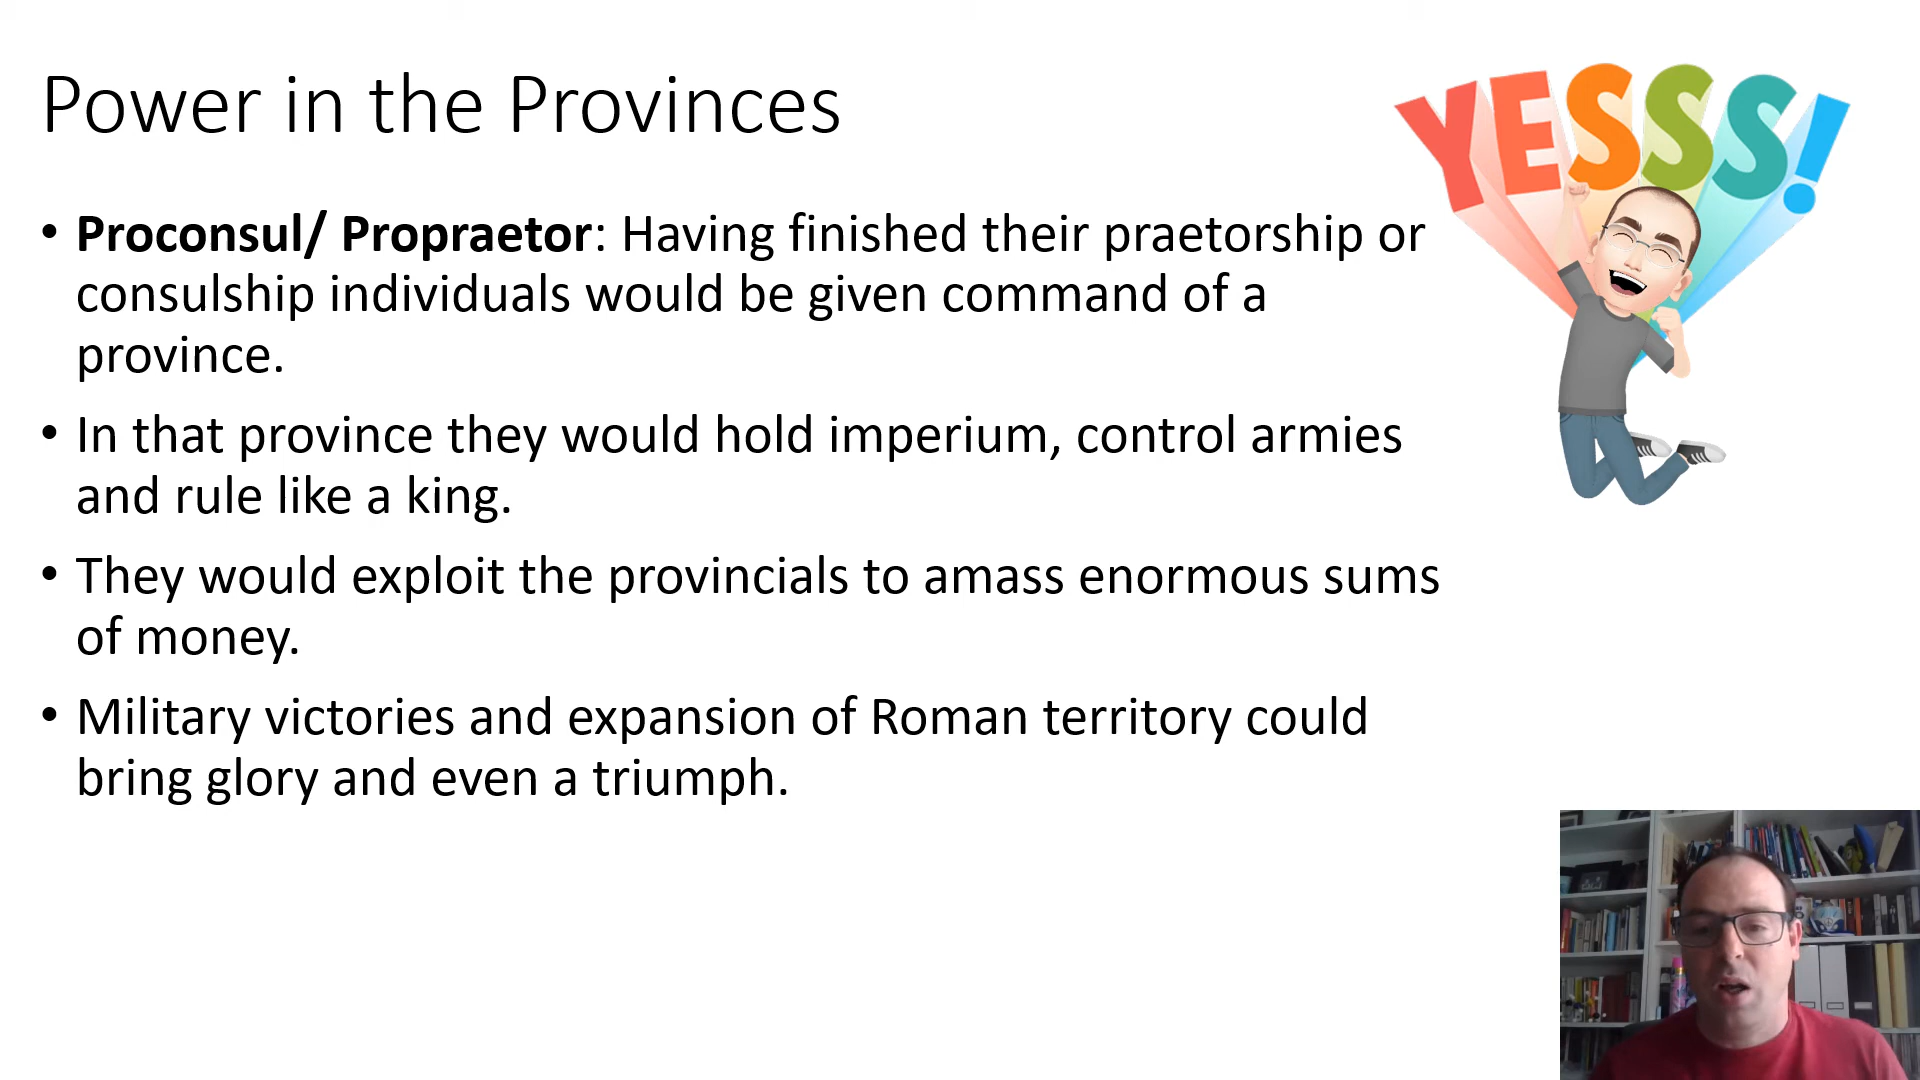 Power in the Provinces
YESSS!
• Proconsul/ Propraetor: Having finished their praetorship or
consulship individuals would be given command of a
province.
• In that province they would hold imperium, control armies
and rule like a king.
• They would exploit the provincials to amass enormous sums
of money.
• Military victories and expansion of Roman territory could
bring glory and even a triumph.